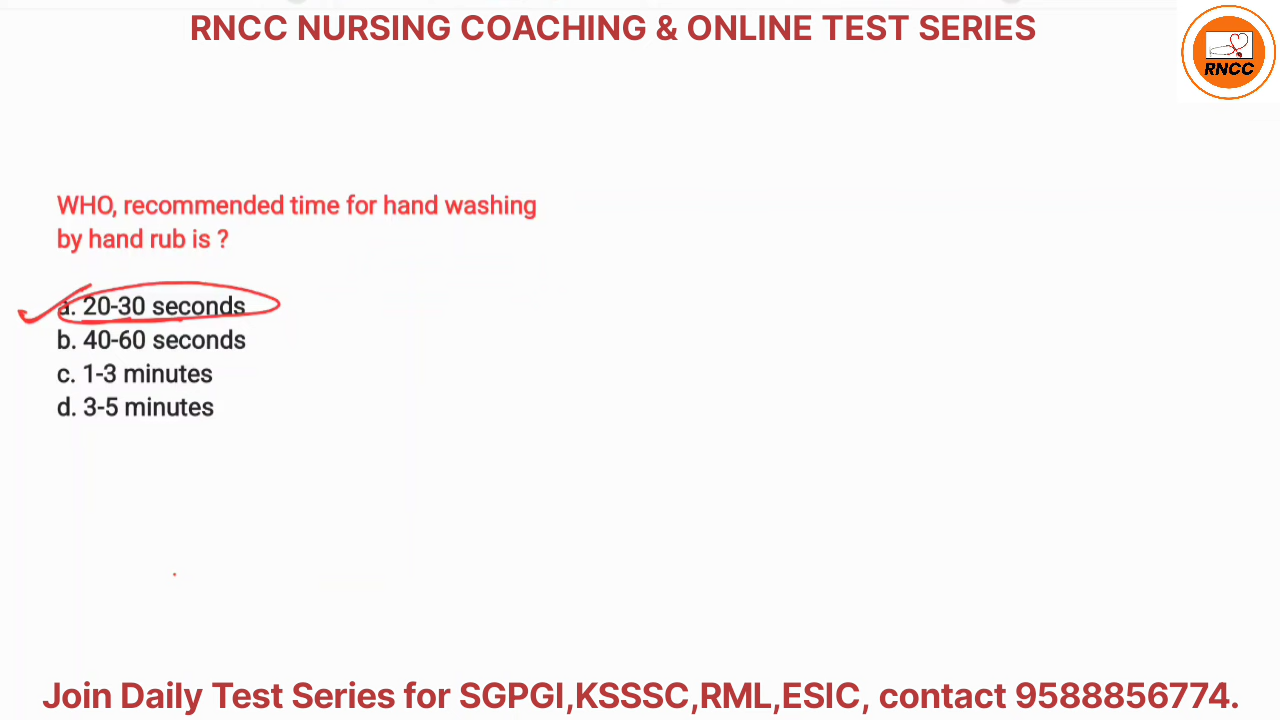 RNCC NURSING COACHING & ONLINE TEST SERIES
RNCC
WHO, recommended time for hand washing
by hand rub is ?
a. 20-30 seconds
b. 40-60 seconds
c. 1-3 minutes
d. 3-5 minutes
Join Daily Test Series for SGPGI,KSSSC,RML,ESIC, contact 9588856774.